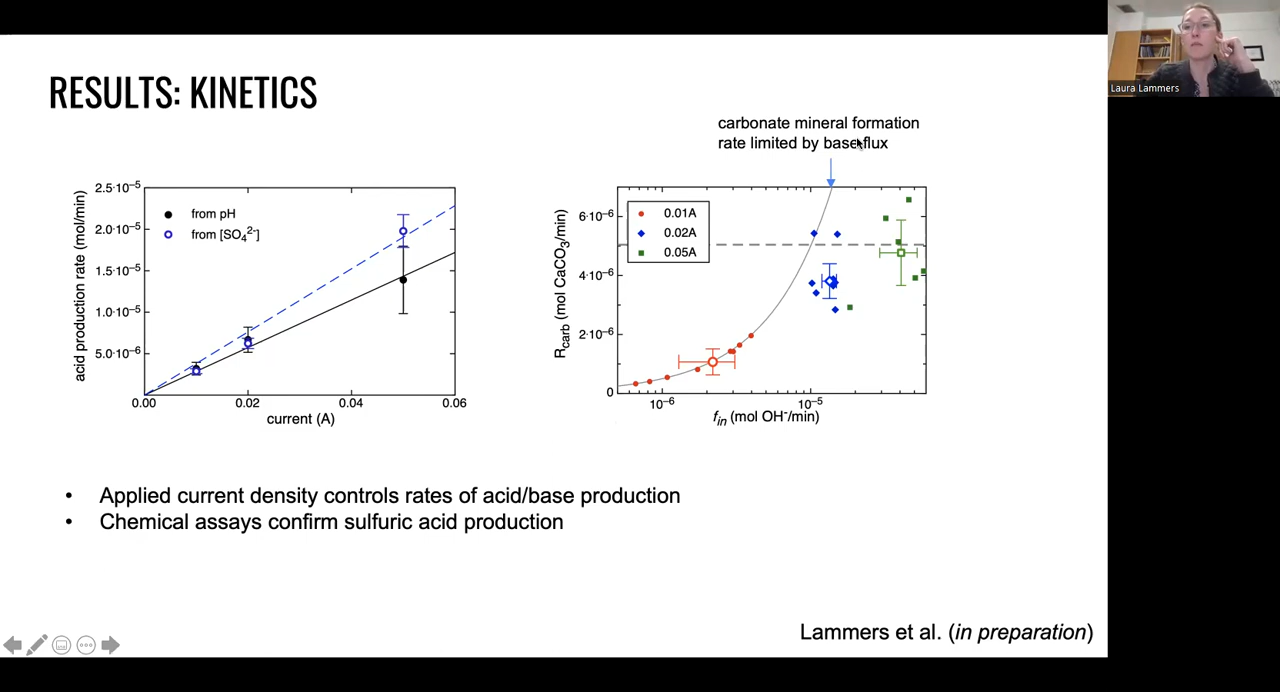 RESULTS: KINETICS
Laura Lammers
carbonate mineral formation
rate limited by base flux
acid production rate (mol/min)
2.5·10⁻⁵
2.0·10⁻⁵
1.5·10⁻⁵
1.0·10⁻⁵
5.0·10⁻⁶
from pH
from [SO₄²⁻]
0.00
0.02
0.04
0.06
current (A)
R_carb (mol CaCO₃/min)
6·10⁻⁶
4·10⁻⁶
2·10⁻⁶
0
0.01A
0.02A
0.05A
10⁻⁶
10⁻⁵
f_in (mol OH⁻/min)
• Applied current density controls rates of acid/base production
• Chemical assays confirm sulfuric acid production
Lammers et al. (in preparation)